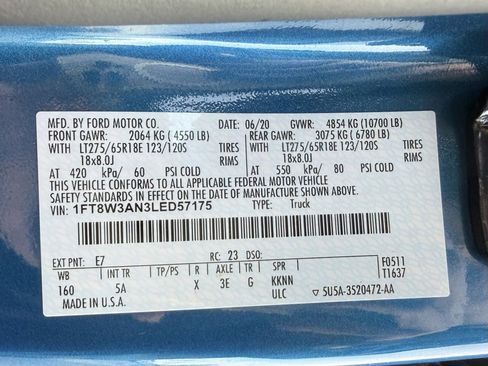 MFD. BY FORD MOTOR CO. DATE: 06/20 GVWR: 4854 KG (10700 LB)
FRONT GAWR: 2064 KG (4550 LB) REAR GAWR: 3075 KG (6780 LB)
WITH LT275/65R18E 123/120S TIRES WITH LT275/65R18E 123/120S TIRES
18x8.0J RIMS 18x8.0J RIMS
AT 420 kPa/ 60 PSI COLD AT 550 kPa/ 80 PSI COLD
THIS VEHICLE CONFORMS TO ALL APPLICABLE FEDERAL MOTOR VEHICLE
SAFETY STANDARDS IN EFFECT ON THE DATE OF MANUFACTURE SHOWN ABOVE.
VIN: 1FT8W3AN3LED57175 TYPE: Truck
F0511
T1637
EXT PNT: E7 RC: 23 DSO:
WB INT TR TP/PS R AXLE TR SPR
160 5A X 3E G KKNN
MADE IN U.S.A. ULC 5U5A-3520472-AA